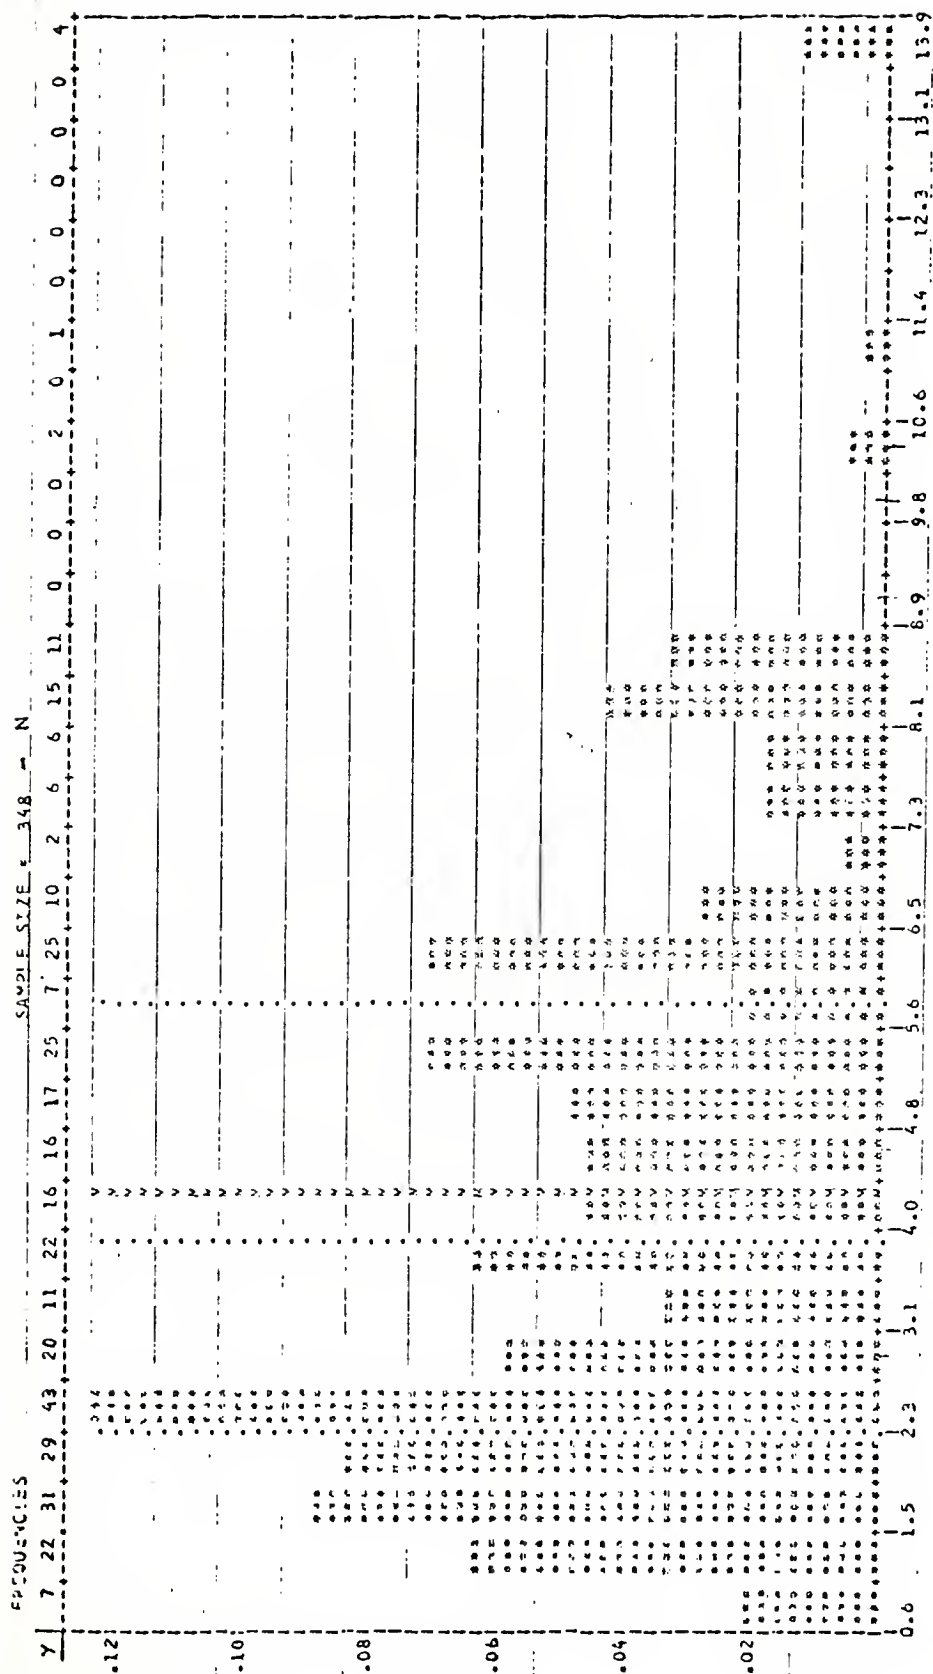 FREQUENCIES SAMPLE SIZE = 348 - N
Y 7 22 31 29 43 20 11 22 16 16 17 25 7 25 10 2 6 6 15 11 0 0 0 2 0 1 0 0 0 0 0 4
.12
.10
.08
.06
.04
.02
0.6 1.5 2.3 3.1 4.0 4.8 5.6 6.5 7.3 8.1 8.9 9.8 10.6 11.4 12.3 13.1 13.9